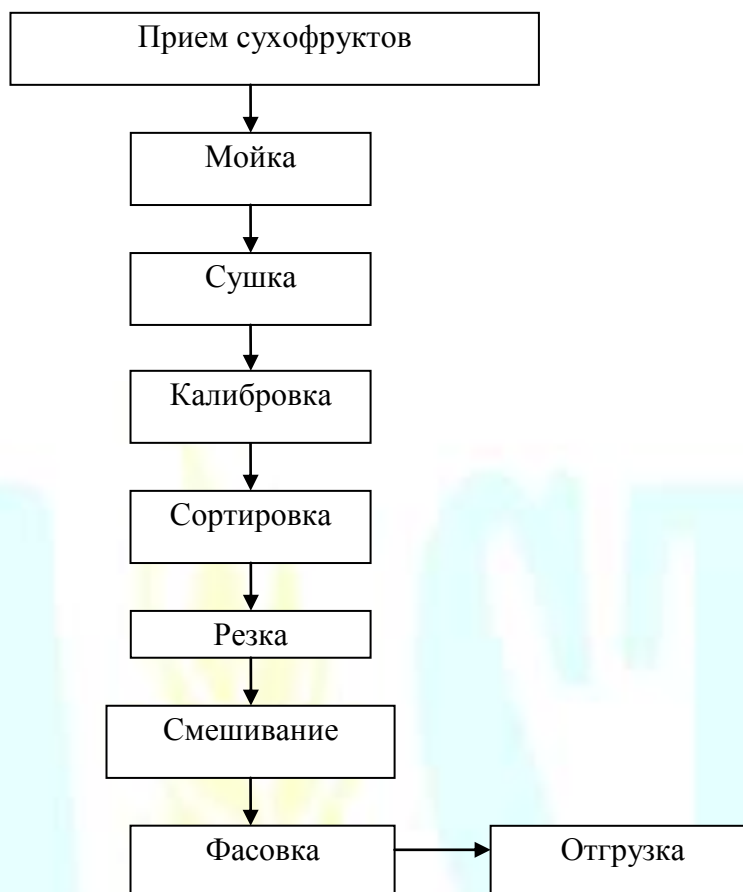 Прием сухофруктов
Мойка
Сушка
Калибровка
Сортировка
Резка
Смешивание
Фасовка
Отгрузка